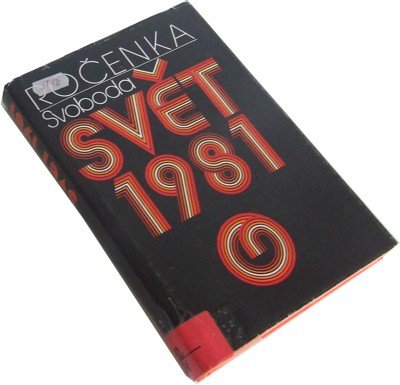 ROČENKA
Svoboda
SVĚT
1981